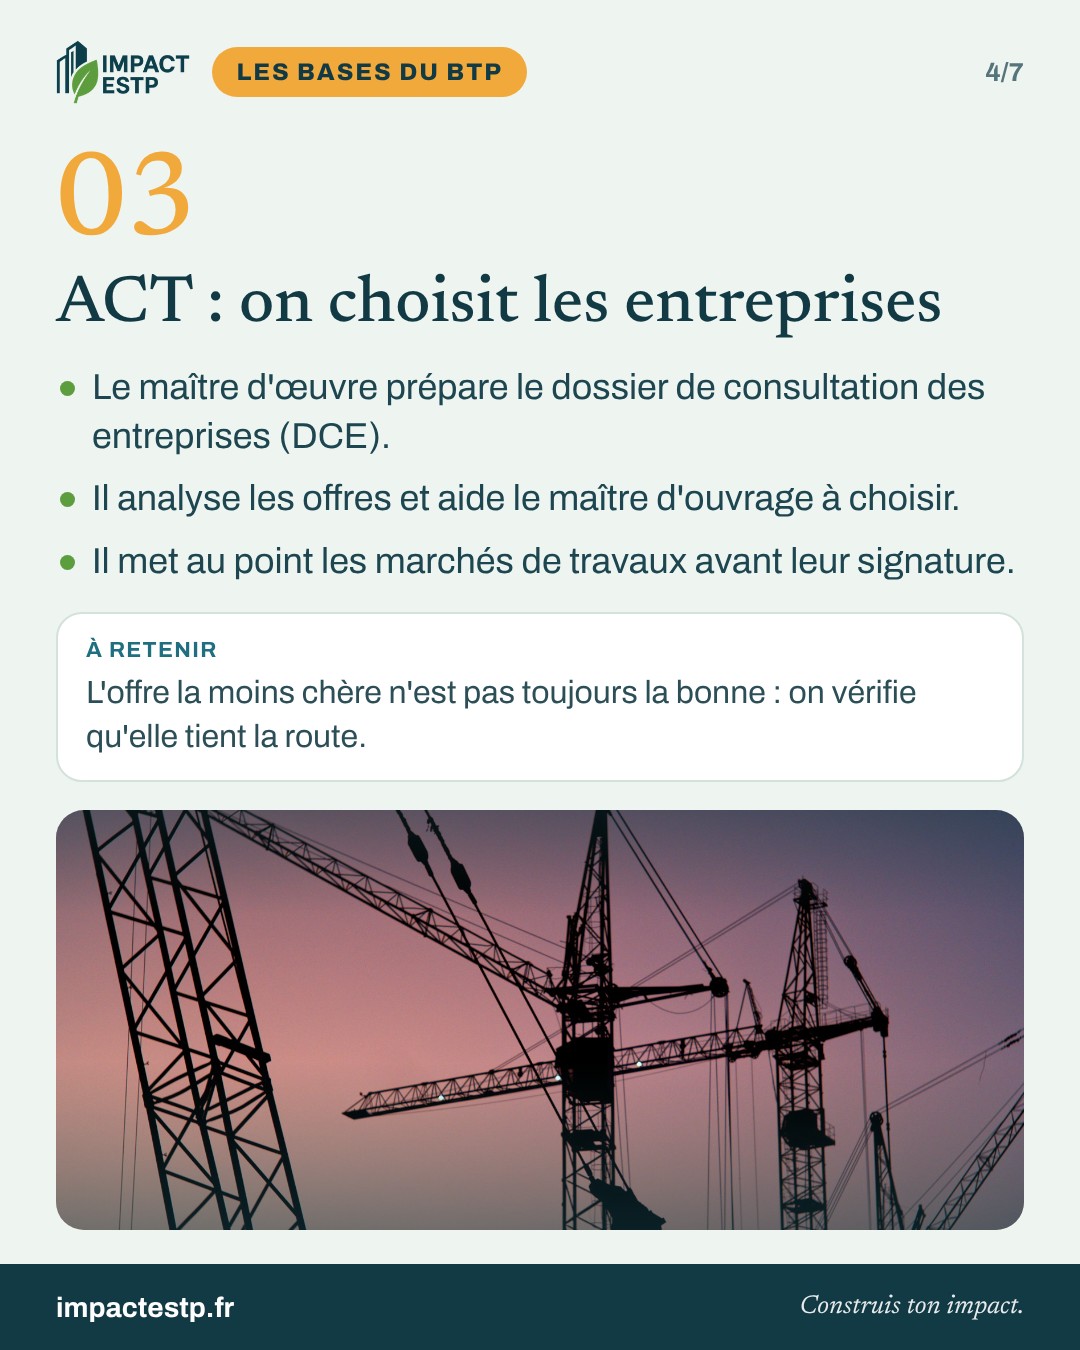 IMPACT
ESTP
LES BASES DU BTP
4/7
03
ACT : on choisit les entreprises
Le maître d'œuvre prépare le dossier de consultation des
entreprises (DCE).
Il analyse les offres et aide le maître d'ouvrage à choisir.
Il met au point les marchés de travaux avant leur signature.
À RETENIR
L'offre la moins chère n'est pas toujours la bonne : on vérifie
qu'elle tient la route.
impactestp.fr
Construis ton impact.